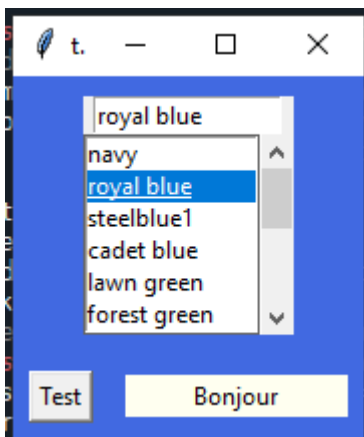 t.
royal blue
navy
royal blue
steelblue1
cadet blue
lawn green
forest green
Test
Bonjour